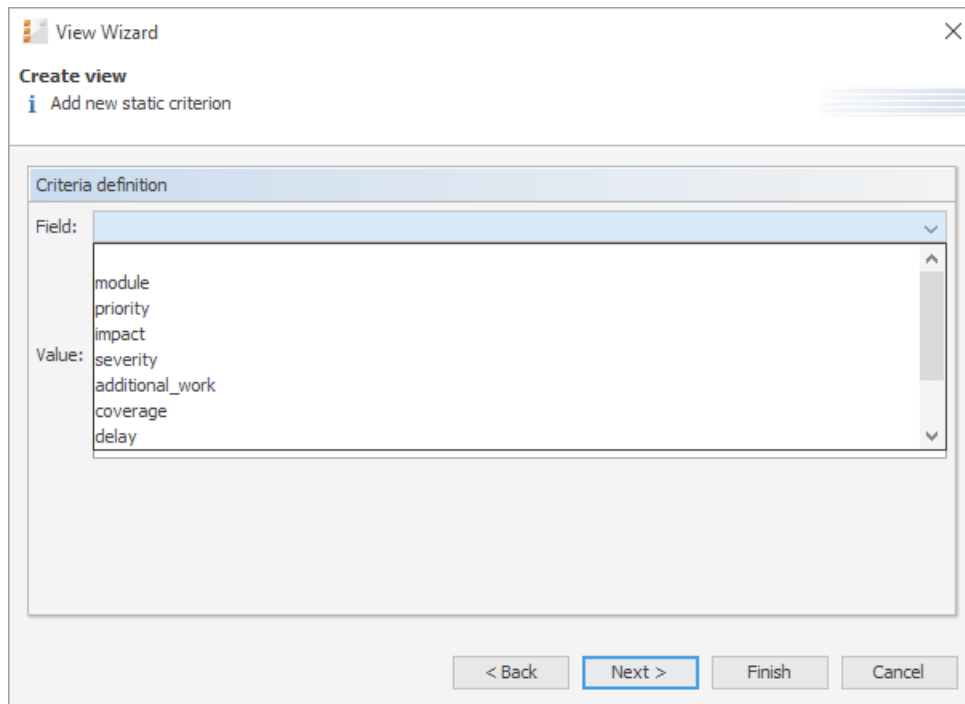 View Wizard
Create view
Add new static criterion
Criteria definition
Field:
module
priority
impact
Value:
severity
additional_work
coverage
delay
< Back Next > Finish Cancel